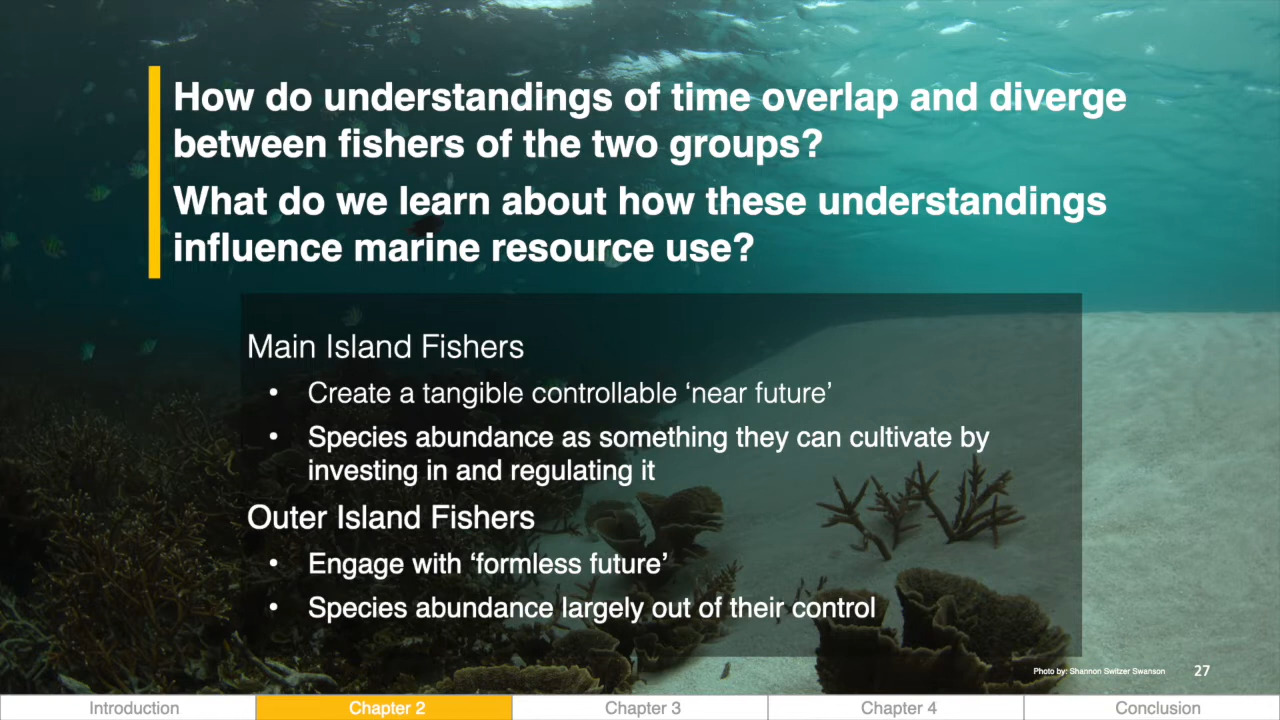 How do understandings of time overlap and diverge
between fishers of the two groups?
What do we learn about how these understandings
influence marine resource use?
Main Island Fishers
• Create a tangible controllable ‘near future’
• Species abundance as something they can cultivate by
investing in and regulating it
Outer Island Fishers
• Engage with ‘formless future’
• Species abundance largely out of their control
Photo by: Shannon Switzer Swanson
27
Introduction
Chapter 2
Chapter 3
Chapter 4
Conclusion